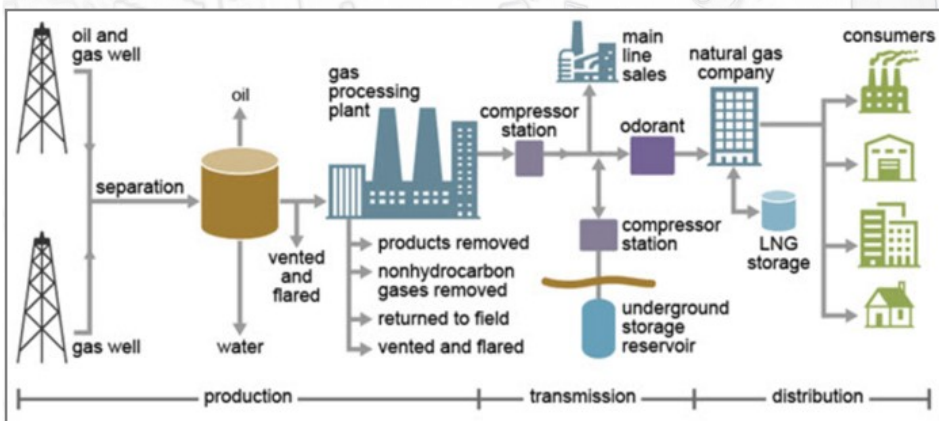 oil and
gas well
oil
separation
gas well
water
vented
and
flared
gas
processing
plant
products removed
nonhydrocarbon
gases removed
returned to field
vented and flared
compressor
station
main
line
sales
odorant
compressor
station
underground
storage
reservoir
natural gas
company
LNG
storage
consumers
production
transmission
distribution